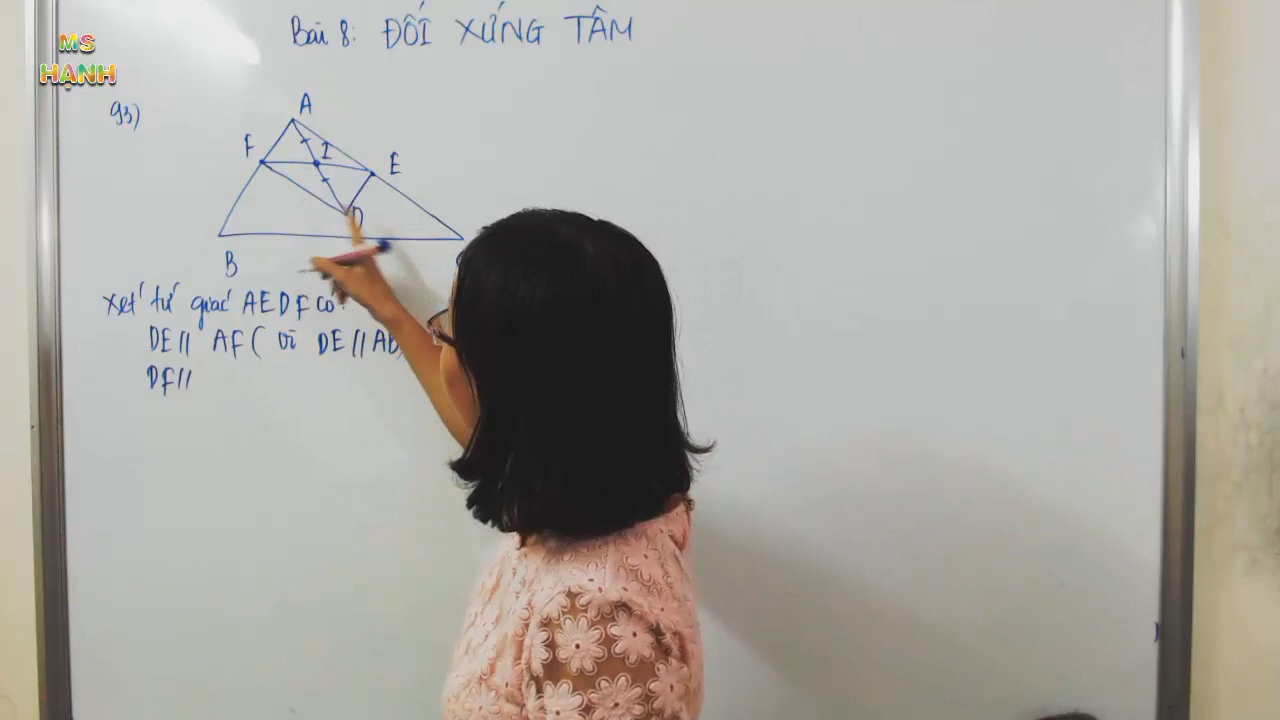 MS
HẠNH
Bài 8: ĐỐI XỨNG TÂM
93)
A
F
I
E
D
B
Xét tứ giác AEDF có:
DE// AF ( vì DE//AB
DF//